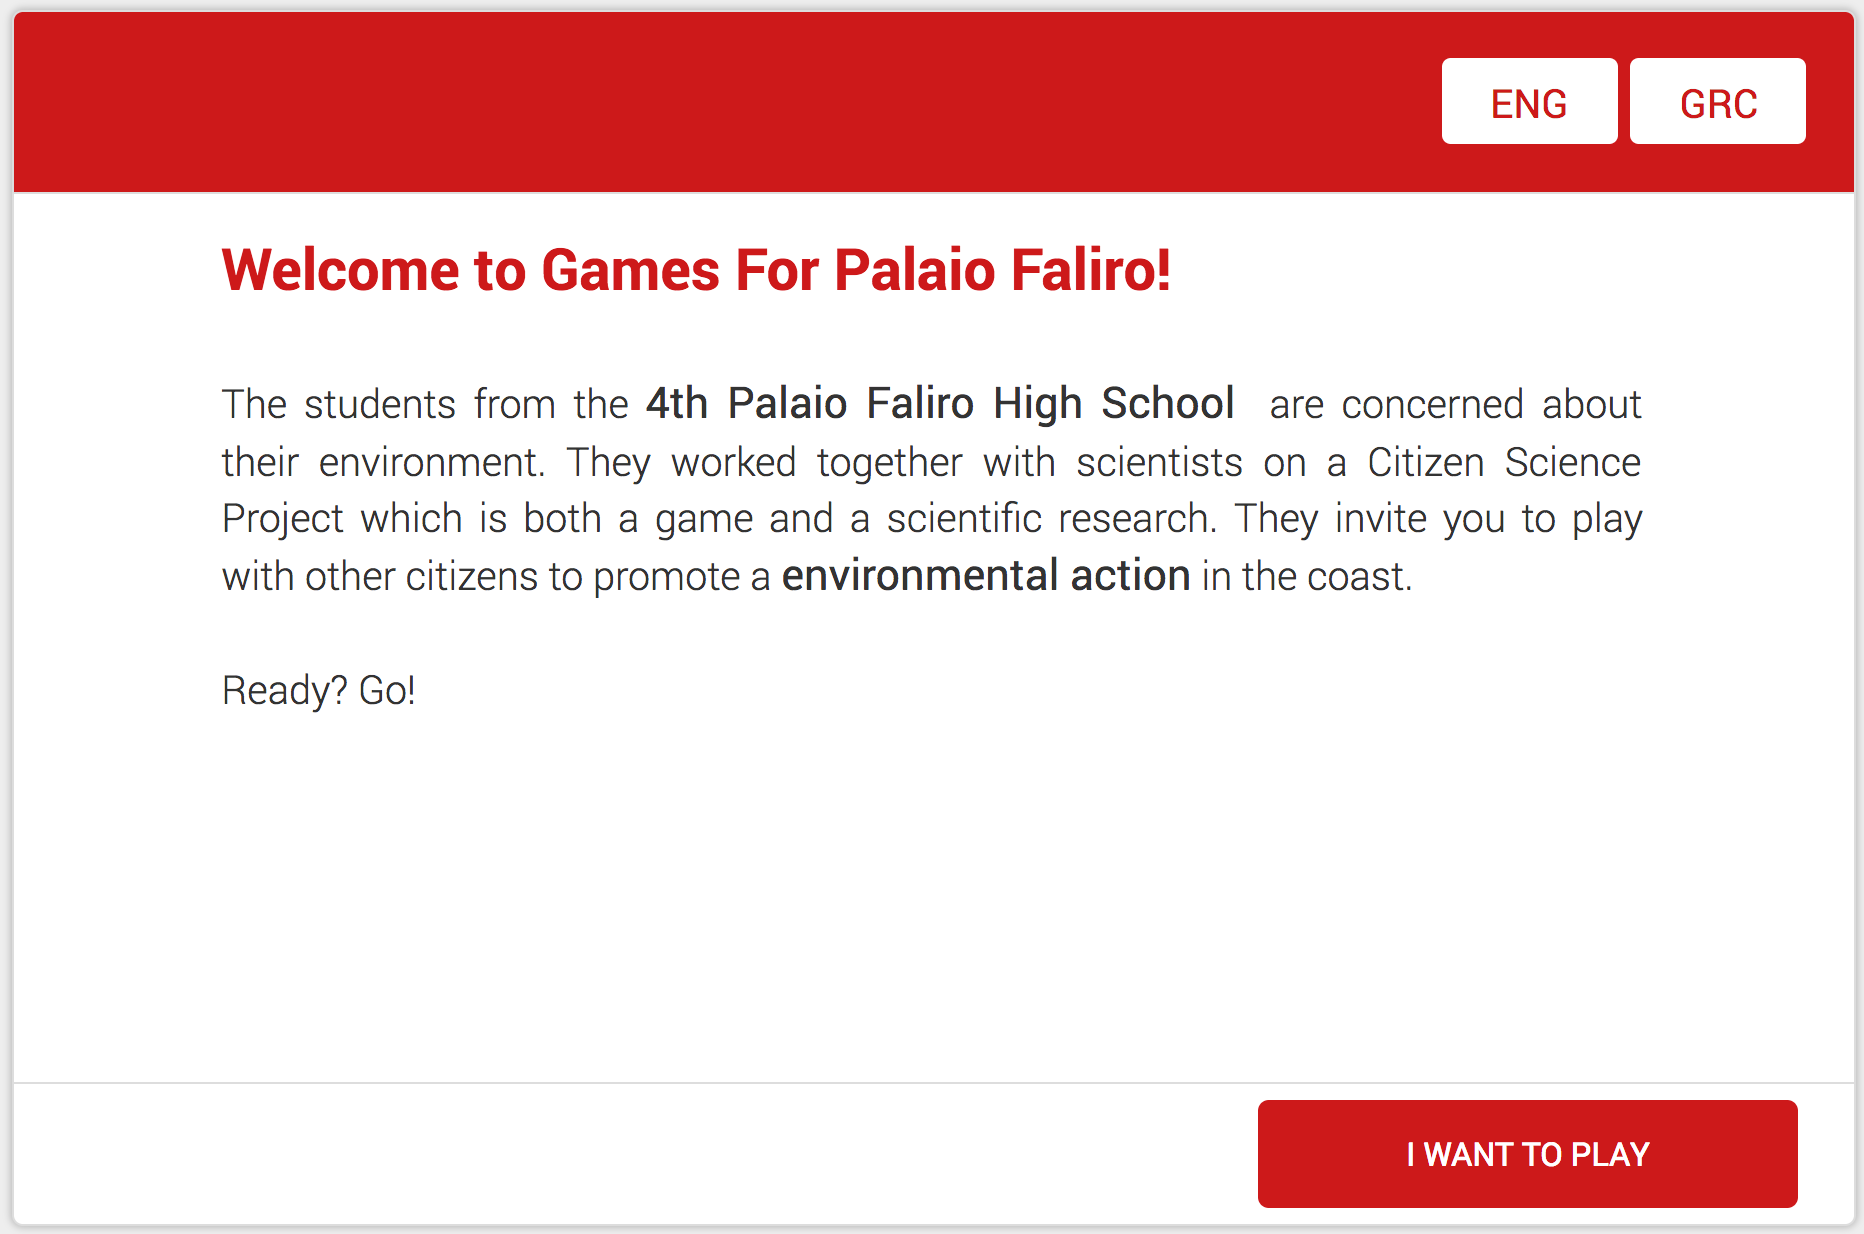 ENG GRC
Welcome to Games For Palaio Faliro!
The students from the 4th Palaio Faliro High School are concerned about
their environment. They worked together with scientists on a Citizen Science
Project which is both a game and a scientific research. They invite you to play
with other citizens to promote a environmental action in the coast.
Ready? Go!
I WANT TO PLAY